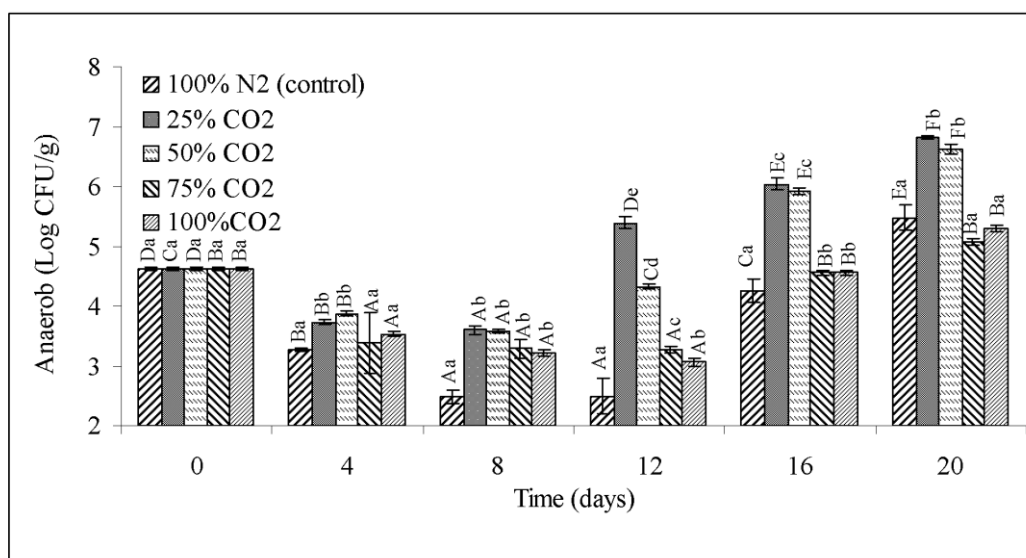 8
7
6
5
4
3
2
Anaerob (Log CFU/g)
100% N2 (control)
25% CO2
50% CO2
75% CO2
100%CO2
Da Ca Da Ba Ba
Ba Bb Bb Aa Aa
Aa Ab Ab Ab Ab
Aa De Cd Ac Ab
Ca Ec Ec Bb Bb
Ea Fb Fb Ba Ba
0 4 8 12 16 20
Time (days)